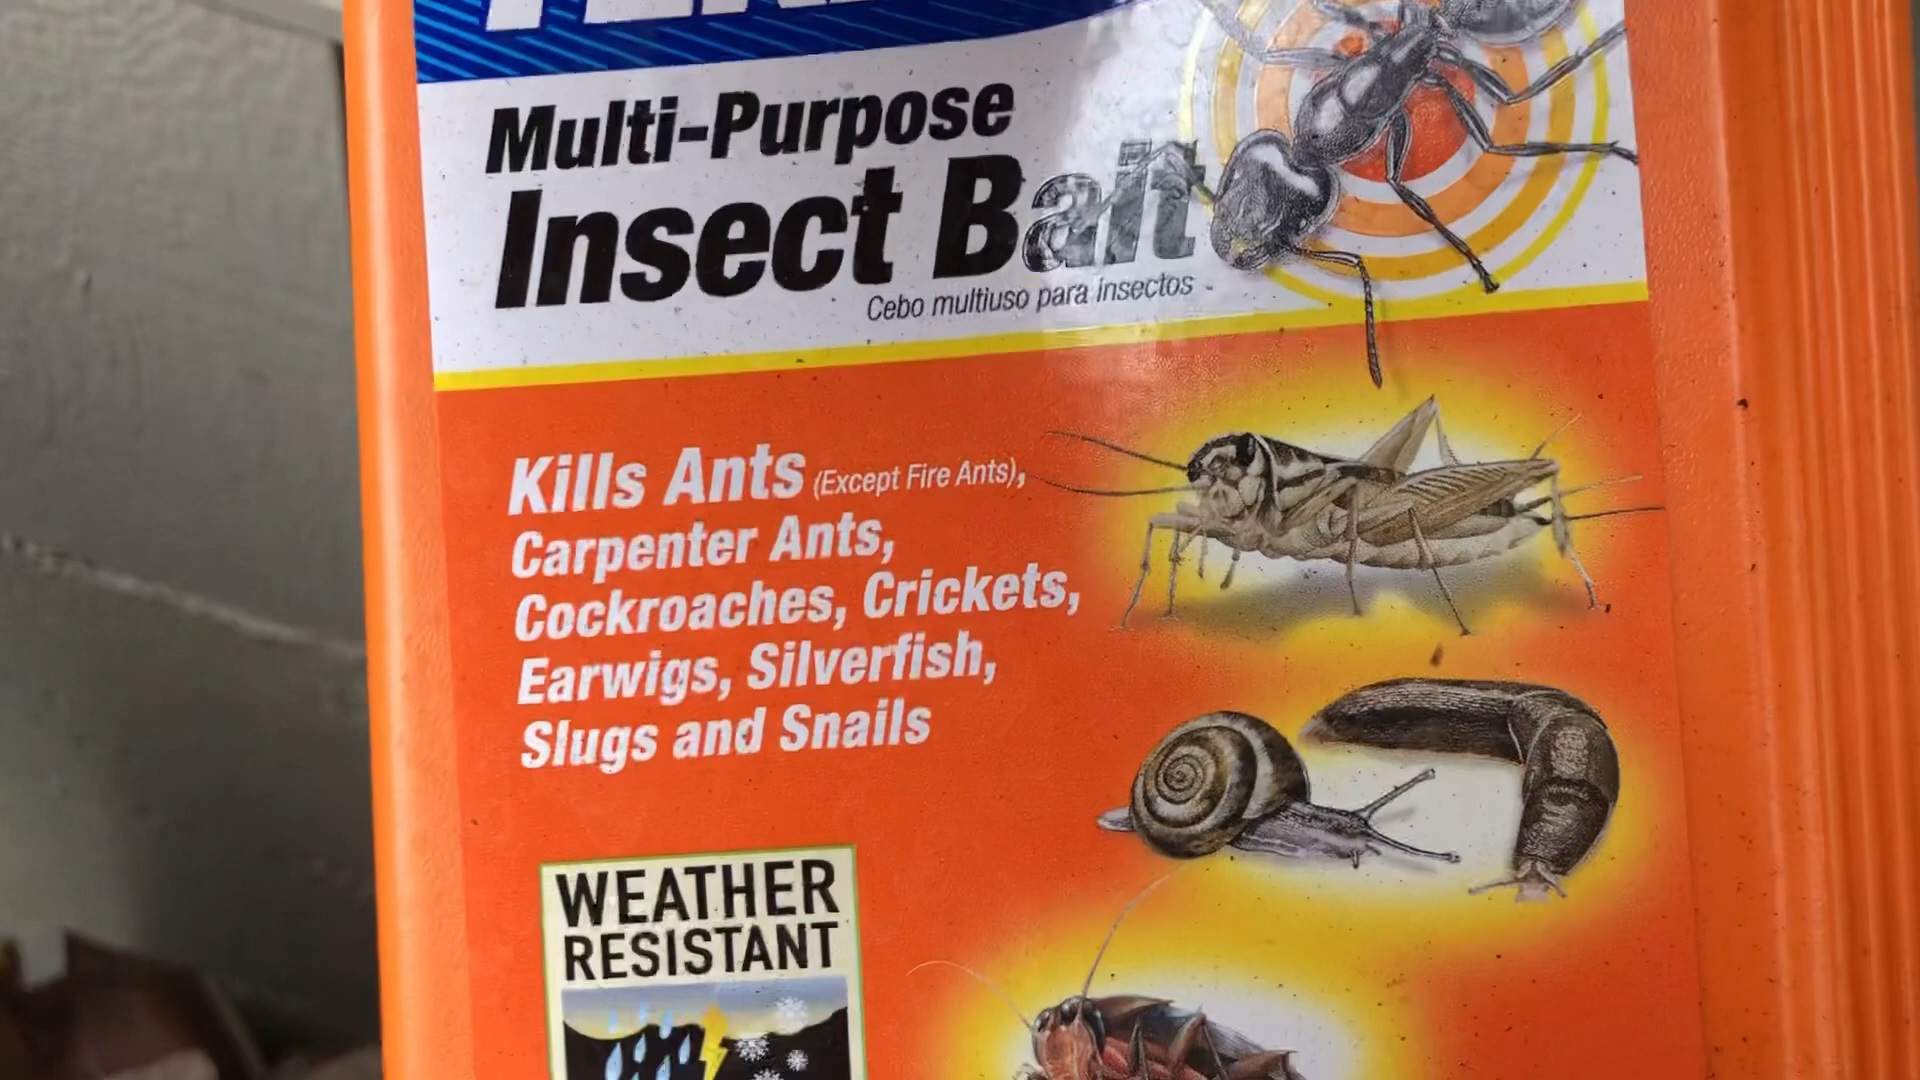 Multi-Purpose
Insect Bait
Cebo multiuso para insectos
Kills Ants (Except Fire Ants),
Carpenter Ants,
Cockroaches, Crickets,
Earwigs, Silverfish,
Slugs and Snails
WEATHER
RESISTANT